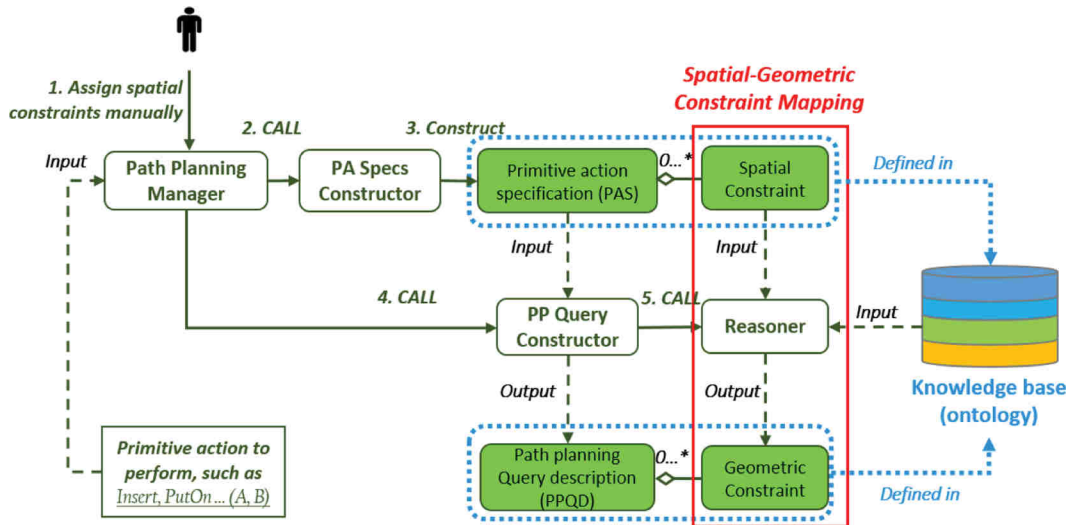 Spatial-Geometric
Constraint Mapping
1. Assign spatial
constraints manually
2. CALL
3. Construct
Input
Path Planning
Manager
PA Specs
Constructor
Primitive action
specification (PAS)
0...*
Spatial
Constraint
Defined in
Input
Input
4. CALL
PP Query
Constructor
5. CALL
Reasoner
Input
Output
Output
Knowledge base
(ontology)
Primitive action to
perform, such as
Insert, PutOn ... (A, B)
Path planning
Query description
(PPQD)
0...*
Geometric
Constraint
Defined in